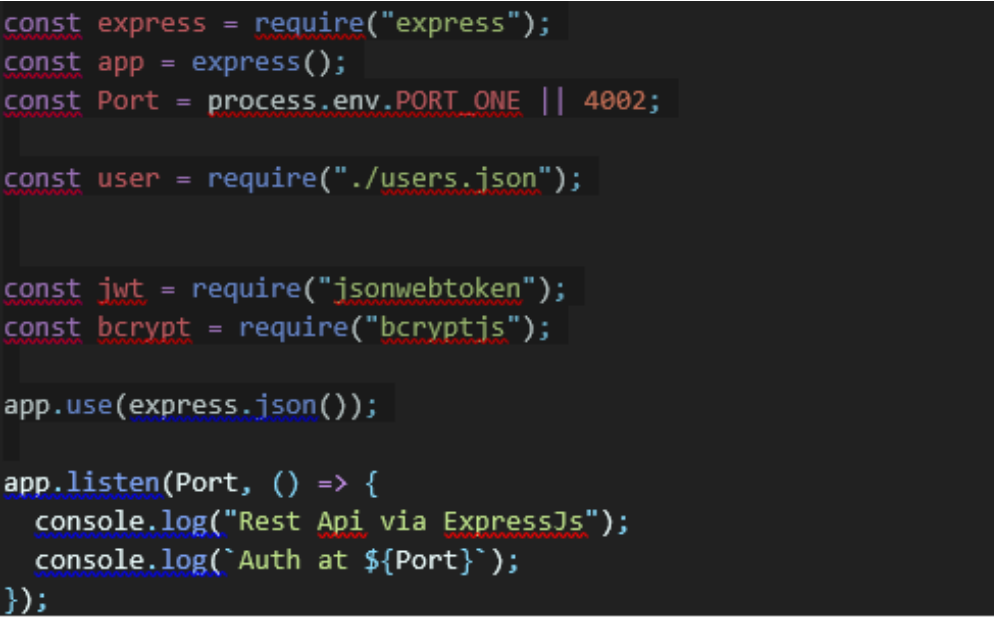 const express = require("express");
const app = express();
const Port = process.env.PORT_ONE || 4002;
const user = require("./users.json");
const jwt = require("jsonwebtoken");
const bcrypt = require("bcryptjs");
app.use(express.json());
app.listen(Port, () => {
  console.log("Rest Api via ExpressJs");
  console.log(`Auth at ${Port}`);
});